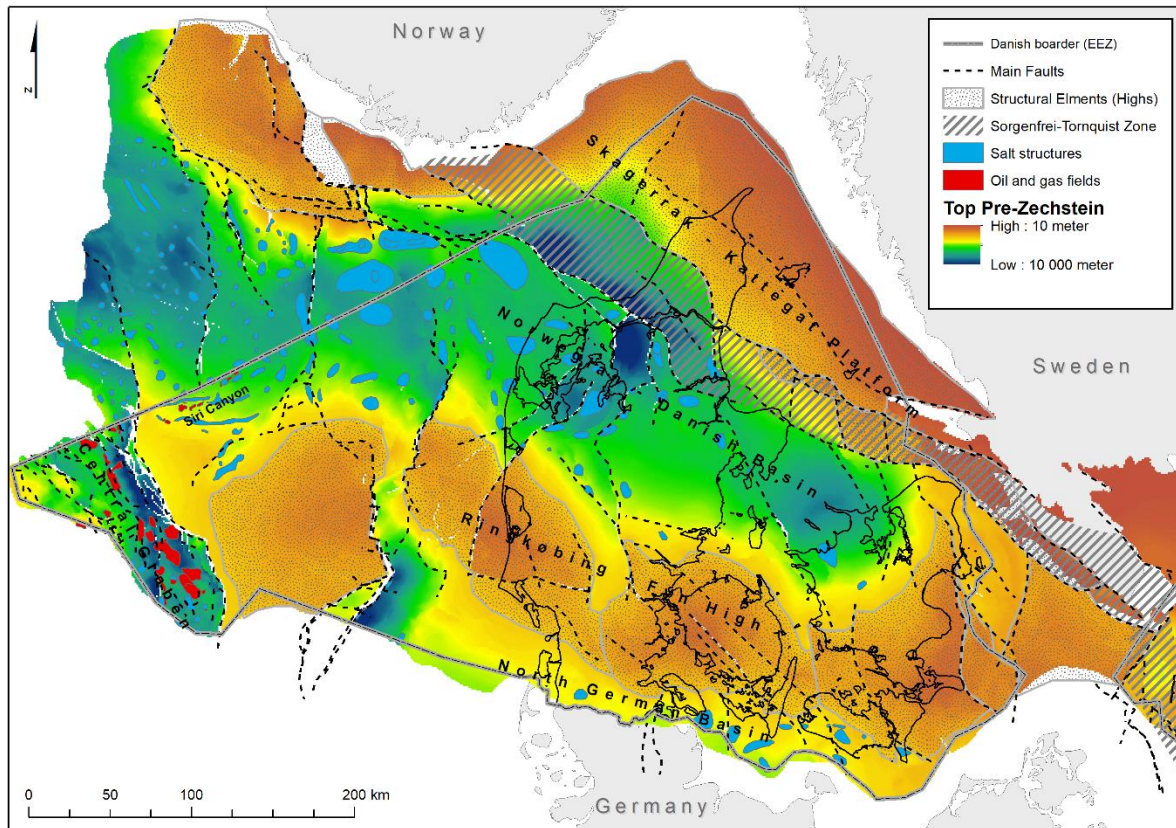 Norway
Sweden
Germany
z
Skagerrak - Kattegat Platform
Norwegian
Danish Basin
Siri Canyon
Central Graben
Ringkøbing - Fyn High
North German Basin
0 50 100 200 km
Danish boarder (EEZ)
Main Faults
Structural Elments (Highs)
Sorgenfrei-Tornquist Zone
Salt structures
Oil and gas fields
Top Pre-Zechstein
High : 10 meter
Low : 10 000 meter